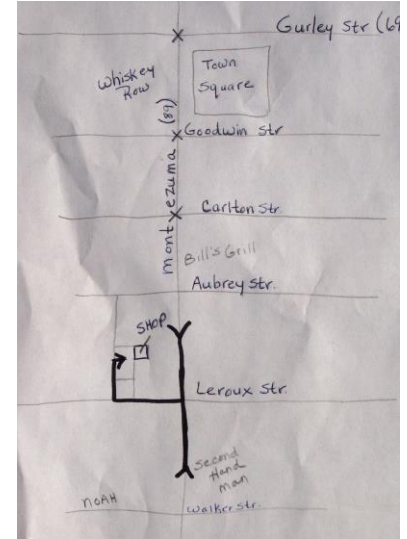 Gurley Str (69
Whiskey
Row
Town
Square
montezuma (89)
Goodwin str
Carlton Str.
Bill's Grill
Aubrey Str.
SHOP
Leroux Str.
Second
Hand
man
NOAH
Walker Str.